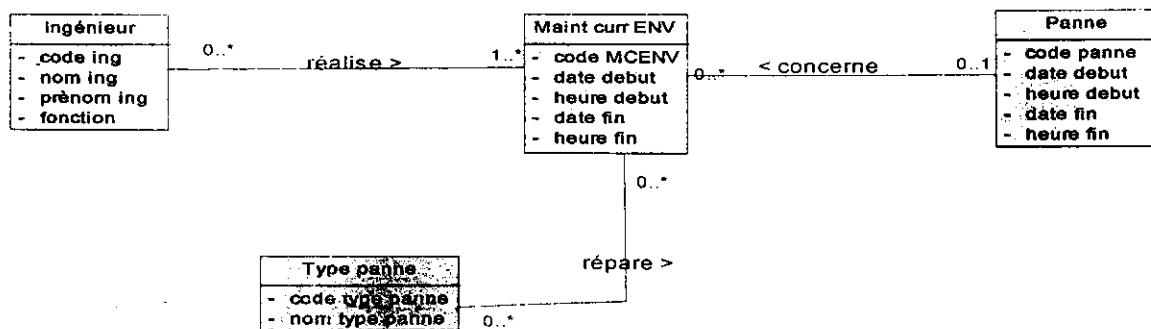 Ingénieur
- code ing
- nom ing
- prènom ing
- fonction
0..*
réalise >
1..*
Maint curr ENV
- code MCENV
- date debut
- heure debut
- date fin
- heure fin
0..*
< concerne
0..1
Panne
- code panne
- date debut
- heure debut
- date fin
- heure fin
0..*
répare >
Type panne
- code type panne
- nom type panne
0..*